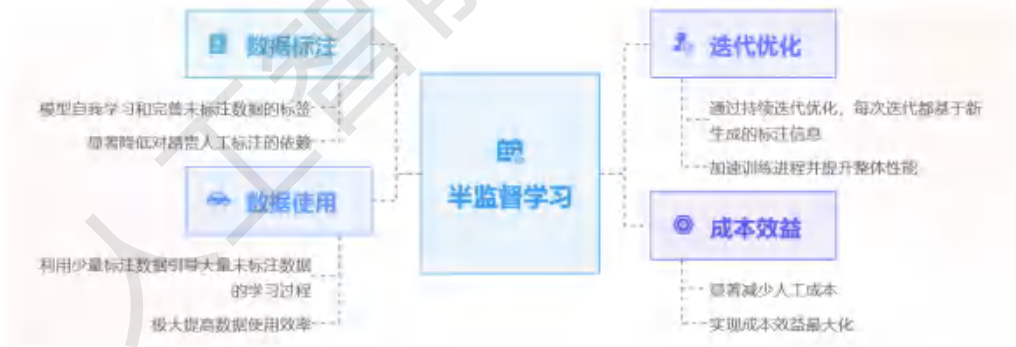 数据标注
模型自我学习和完善未标注数据的标签
显著降低对昂贵人工标注的依赖
数据使用
利用少量标注数据引导大量未标注数据
的学习过程
极大提高数据使用效率
半监督学习
迭代优化
通过持续迭代优化，每次迭代都基于新
生成的标注信息
加速训练进程并提升整体性能
成本效益
显著减少人工成本
实现成本效益最大化
人工智能